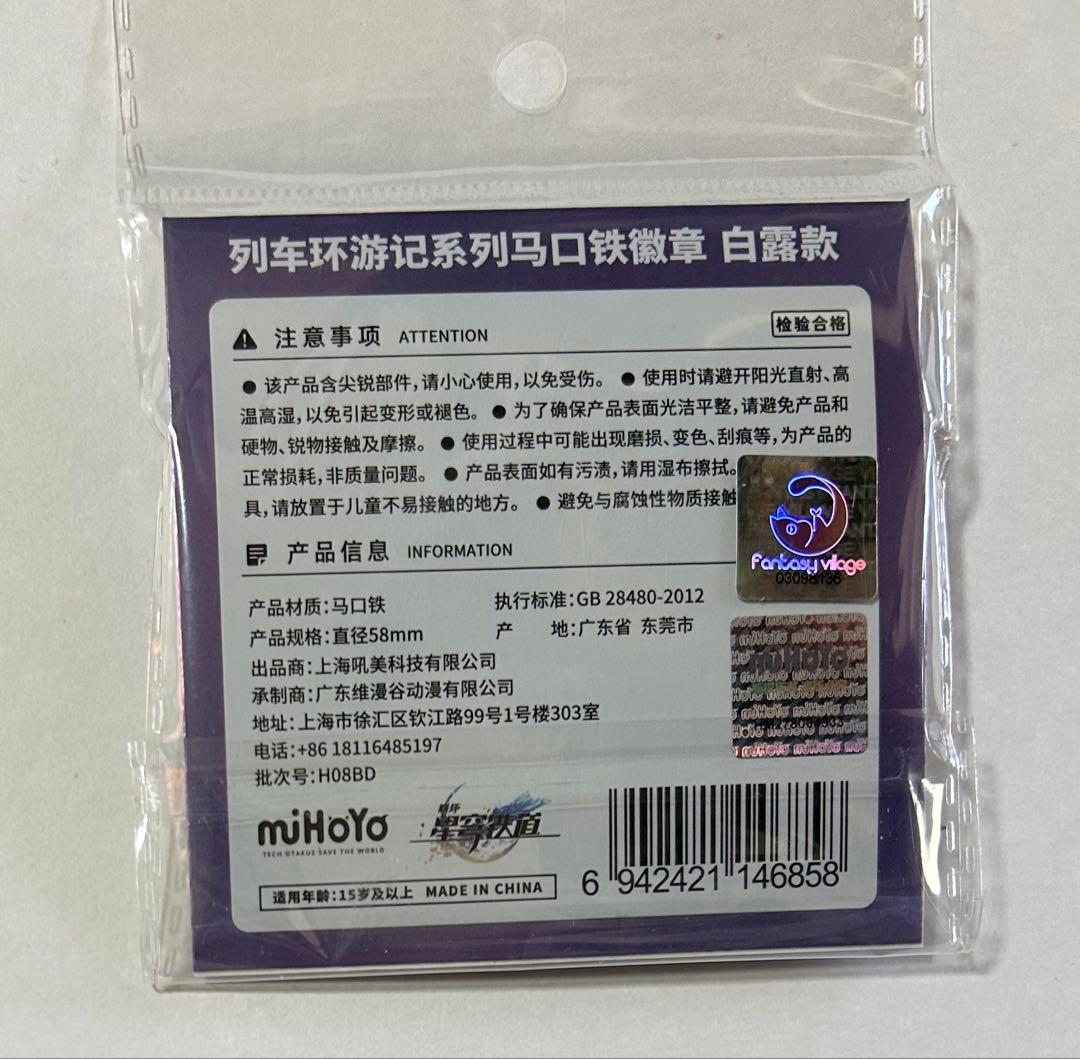 列车环游记系列马口铁徽章 白露款
注意事项 ATTENTION
检验合格
● 该产品含尖锐部件,请小心使用,以免受伤。 ● 使用时请避开阳光直射、高
温高湿,以免引起变形或褪色。 ● 为了确保产品表面光洁平整,请避免产品和
硬物、锐物接触及摩擦。 ● 使用过程中可能出现磨损、变色、刮痕等,为产品的
正常损耗,非质量问题。 ● 产品表面如有污渍,请用湿布擦拭。
具,请放置于儿童不易接触的地方。 ● 避免与腐蚀性物质接触
fantasy village
03098136
产品信息 INFORMATION
产品材质:马口铁 执行标准:GB 28480-2012
产品规格:直径58mm 产 地:广东省 东莞市
出品商:上海吼美科技有限公司
承制商:广东维漫谷动漫有限公司
地址:上海市徐汇区钦江路99号1号楼303室
电话:+86 18116485197
批次号:H08BD
miHoYo
miHoYo
TECH OTAKUS SAVE THE WORLD
崩坏
星穹铁道
适用年龄:15岁及以上 MADE IN CHINA
6 942421 146858